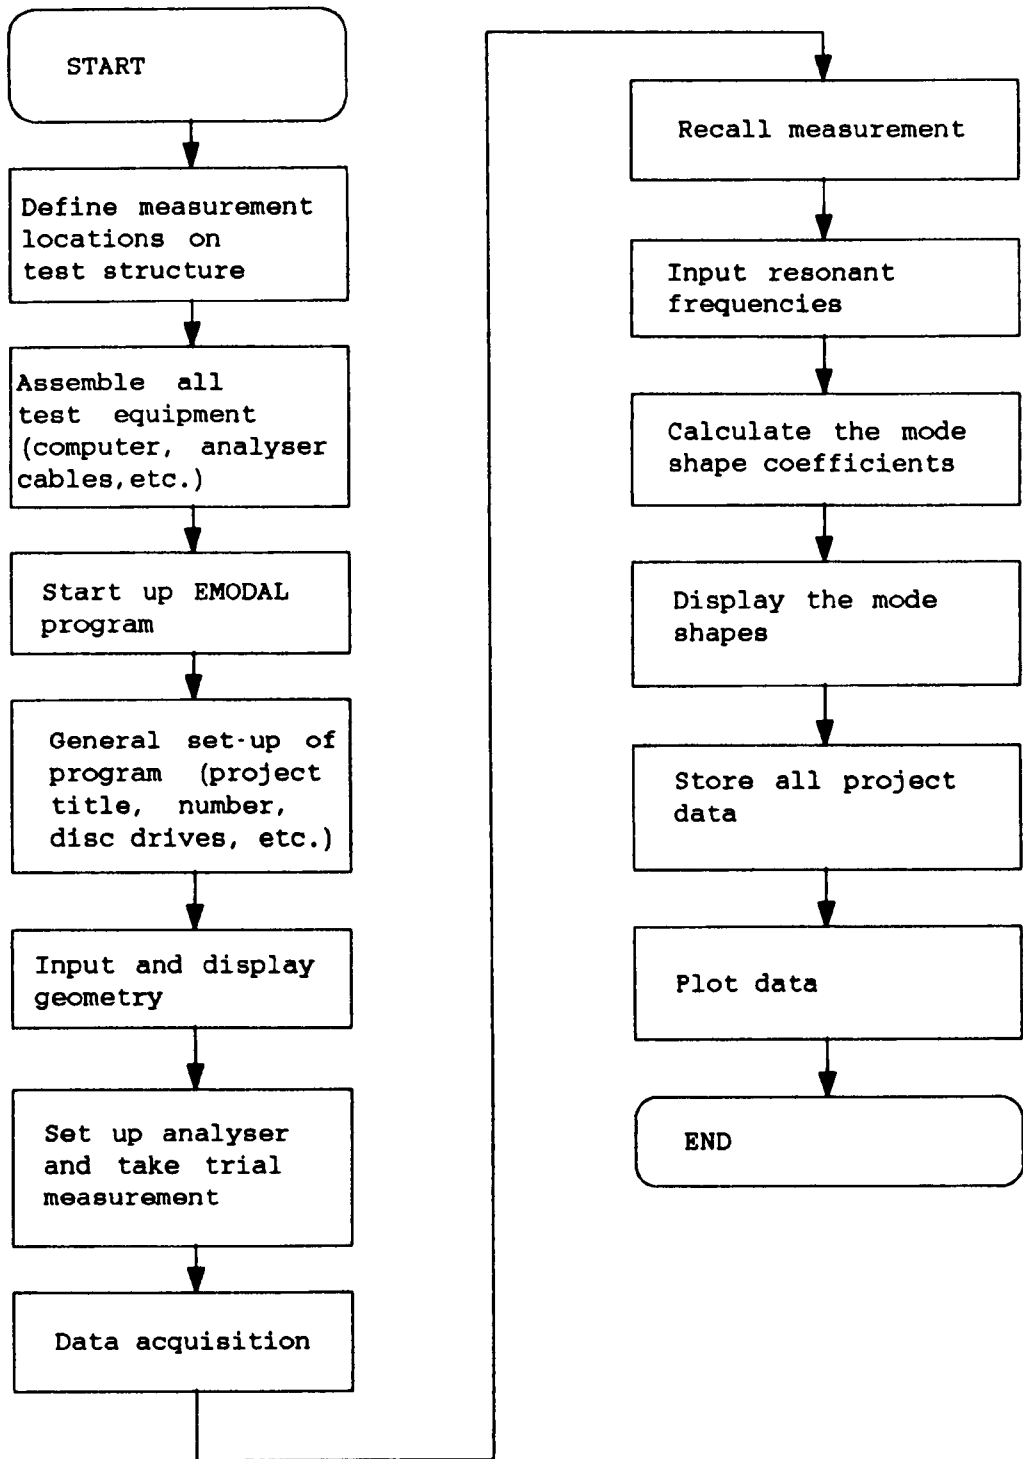 START
Define measurement
locations on
test structure
Assemble all
test equipment
(computer, analyser
cables,etc.)
Start up EMODAL
program
General set-up of
program (project
title, number,
disc drives, etc.)
Input and display
geometry
Set up analyser
and take trial
measurement
Data acquisition
Recall measurement
Input resonant
frequencies
Calculate the mode
shape coefficients
Display the mode
shapes
Store all project
data
Plot data
END